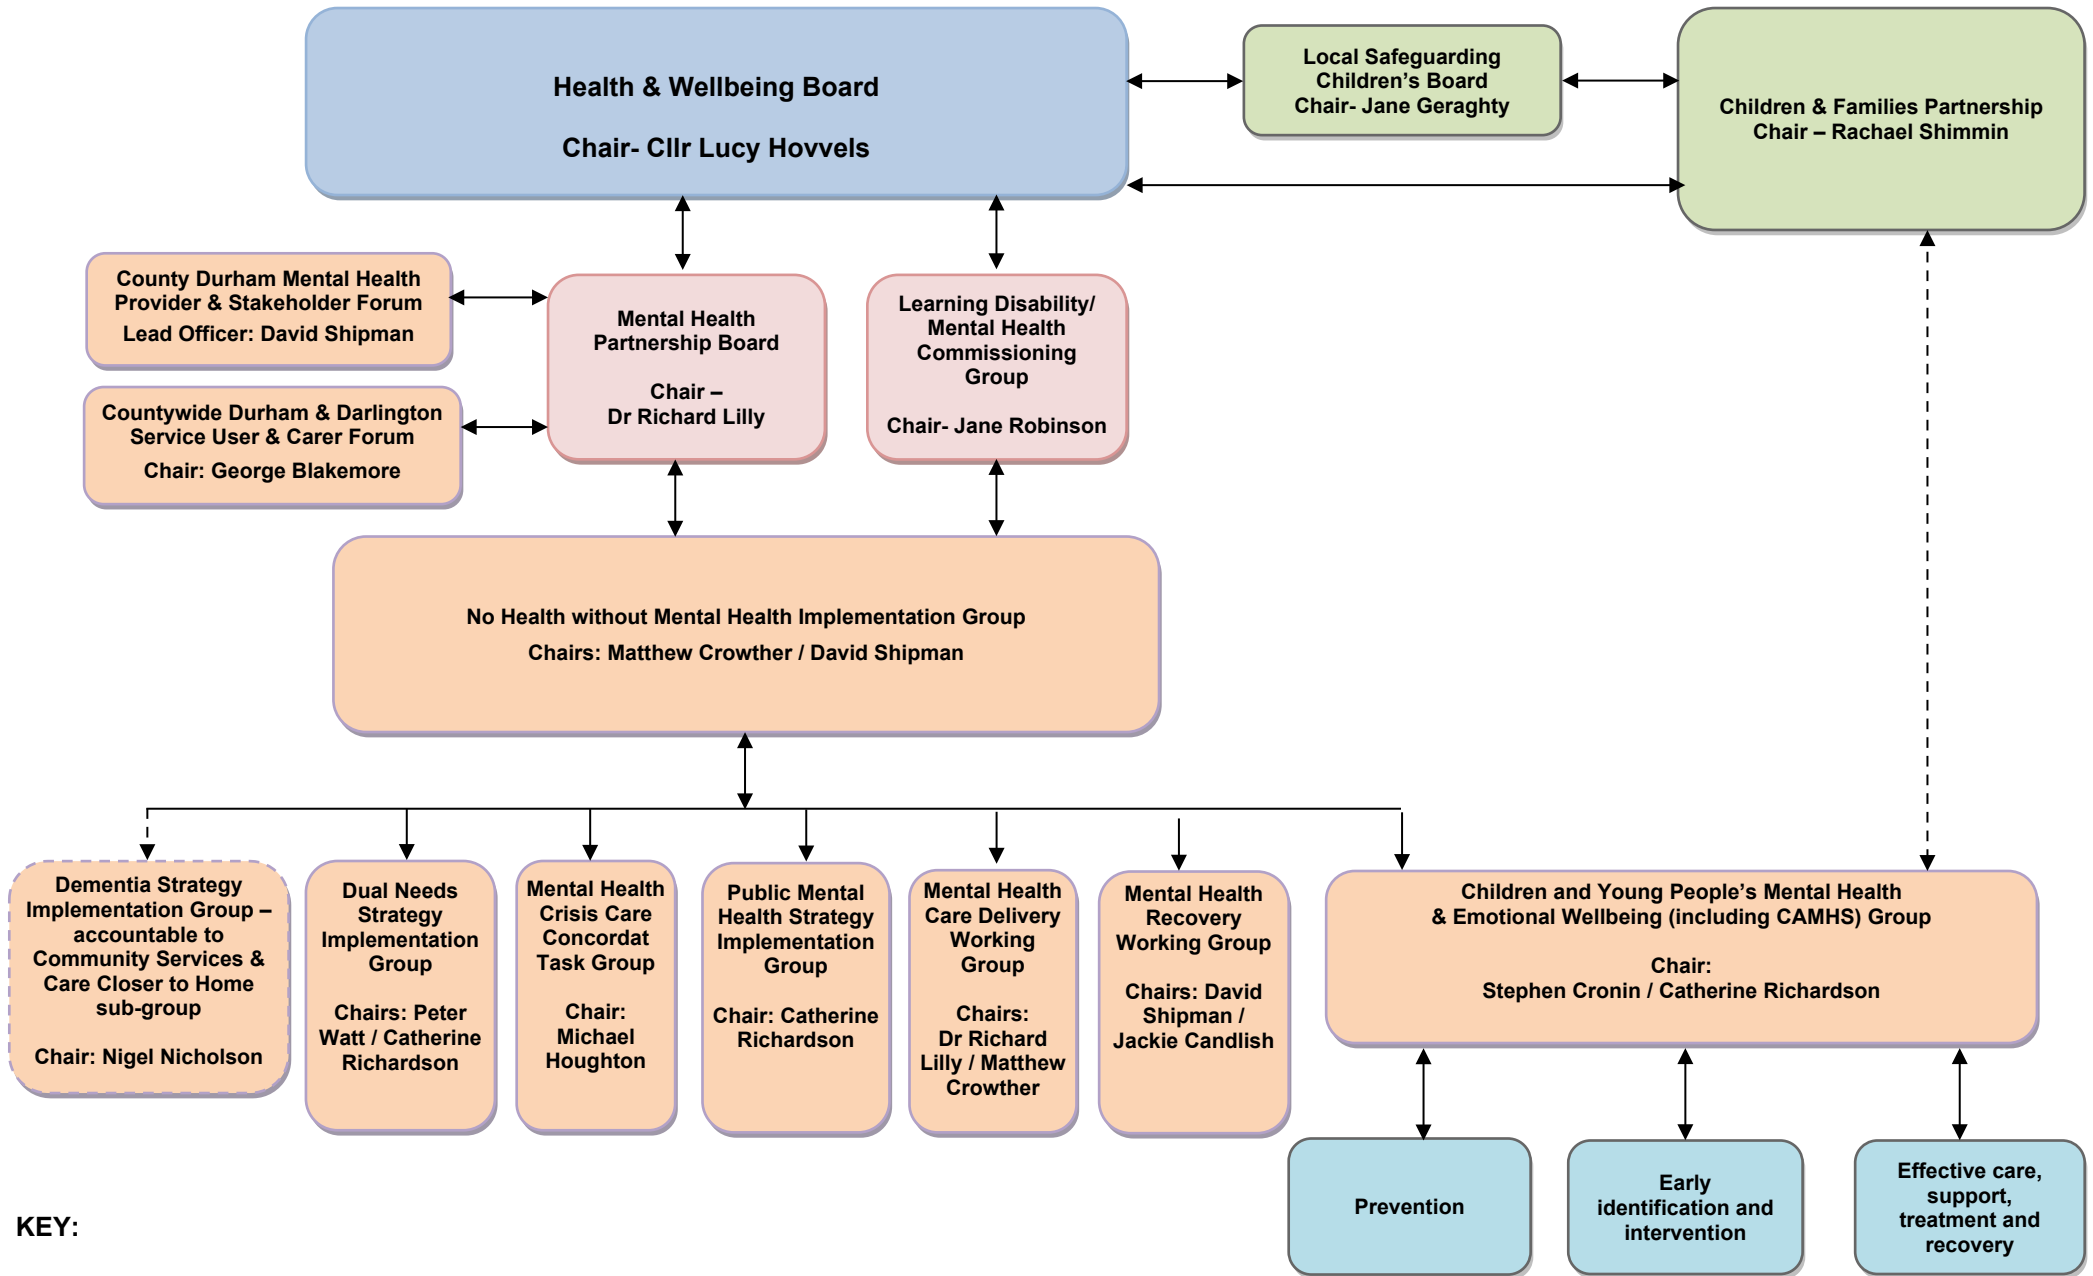 Health & Wellbeing Board
Chair- Cllr Lucy Hovvels
Local Safeguarding
Children's Board
Chair- Jane Geraghty
Children & Families Partnership
Chair – Rachael Shimmin
County Durham Mental Health
Provider & Stakeholder Forum
Lead Officer: David Shipman
Countywide Durham & Darlington
Service User & Carer Forum
Chair: George Blakemore
Mental Health
Partnership Board
Chair –
Dr Richard Lilly
Learning Disability/
Mental Health
Commissioning
Group
Chair- Jane Robinson
No Health without Mental Health Implementation Group
Chairs: Matthew Crowther / David Shipman
Dementia Strategy
Implementation Group –
accountable to
Community Services &
Care Closer to Home
sub-group
Chair: Nigel Nicholson
Dual Needs
Strategy
Implementation
Group
Chairs: Peter
Watt / Catherine
Richardson
Mental Health
Crisis Care
Concordat
Task Group
Chair:
Michael
Houghton
Public Mental
Health Strategy
Implementation
Group
Chair: Catherine
Richardson
Mental Health
Care Delivery
Working
Group
Chairs:
Dr Richard
Lilly / Matthew
Crowther
Mental Health
Recovery
Working Group
Chairs: David
Shipman /
Jackie Candlish
Children and Young People's Mental Health
& Emotional Wellbeing (including CAMHS) Group
Chair:
Stephen Cronin / Catherine Richardson
Prevention
Early
identification and
intervention
Effective care,
support,
treatment and
recovery
KEY: